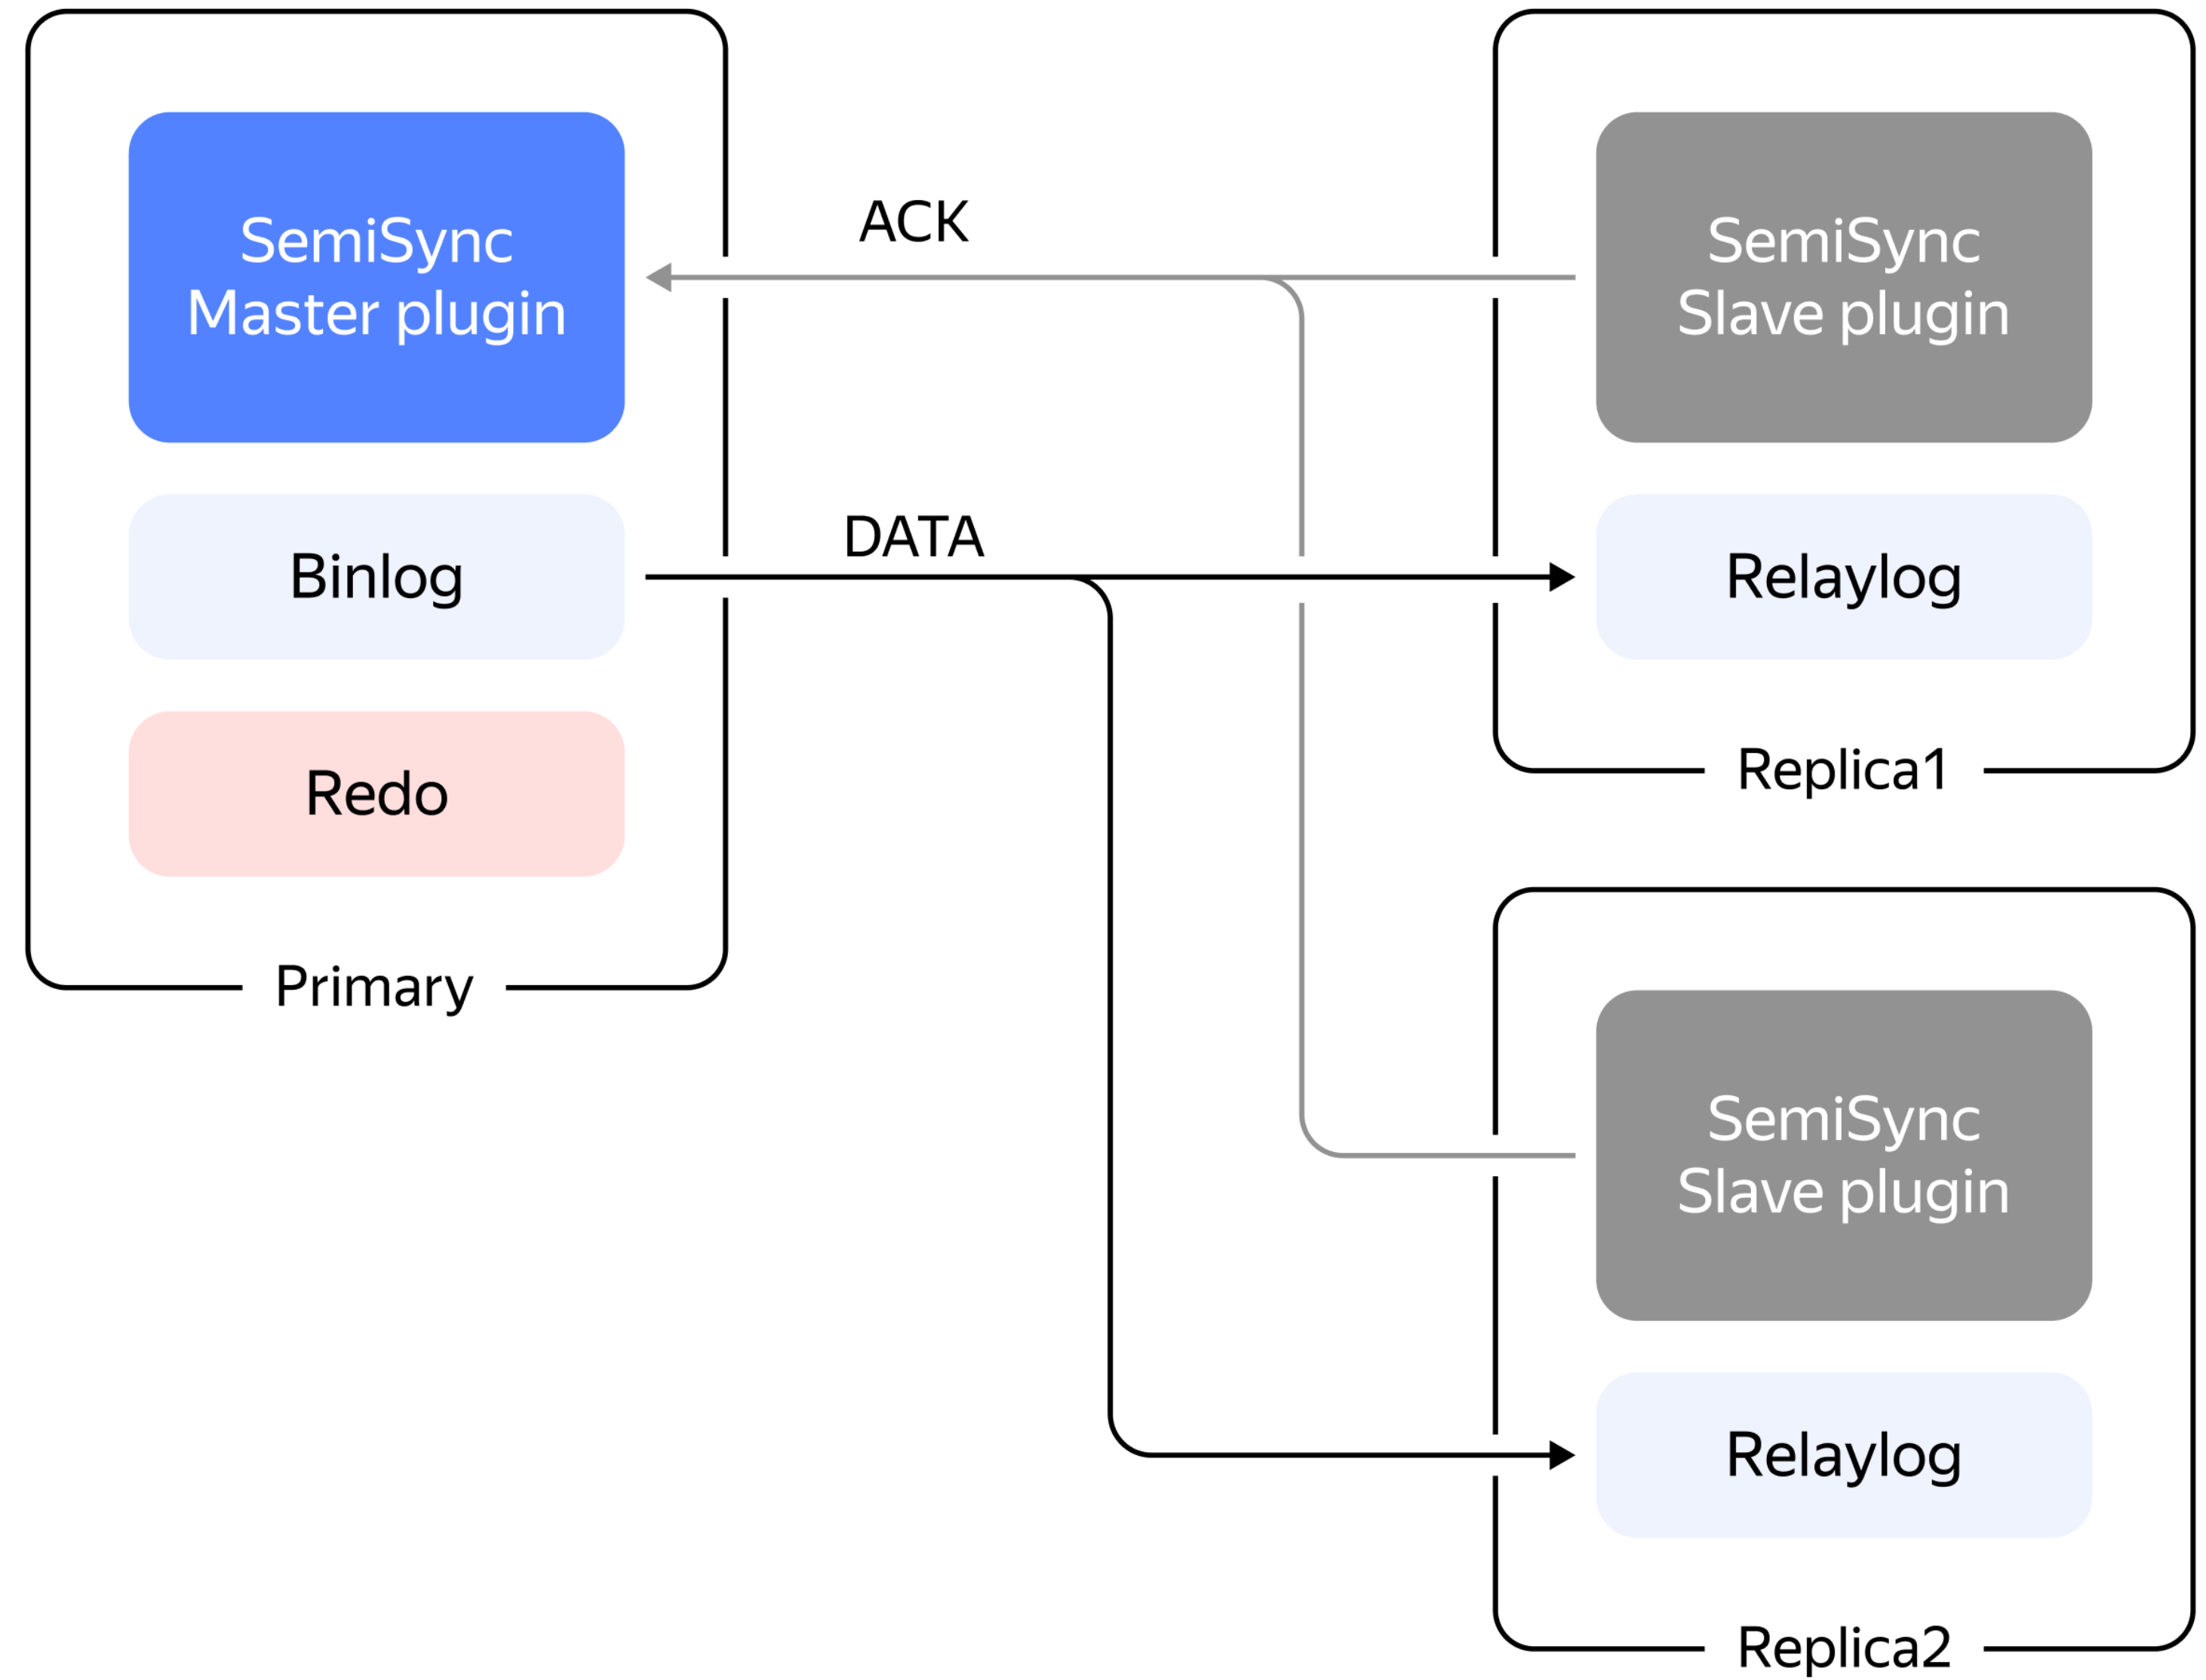 SemiSync
Master plugin
Binlog
Redo
Primary
ACK
DATA
SemiSync
Slave plugin
Relaylog
Replica1
SemiSync
Slave plugin
Relaylog
Replica2